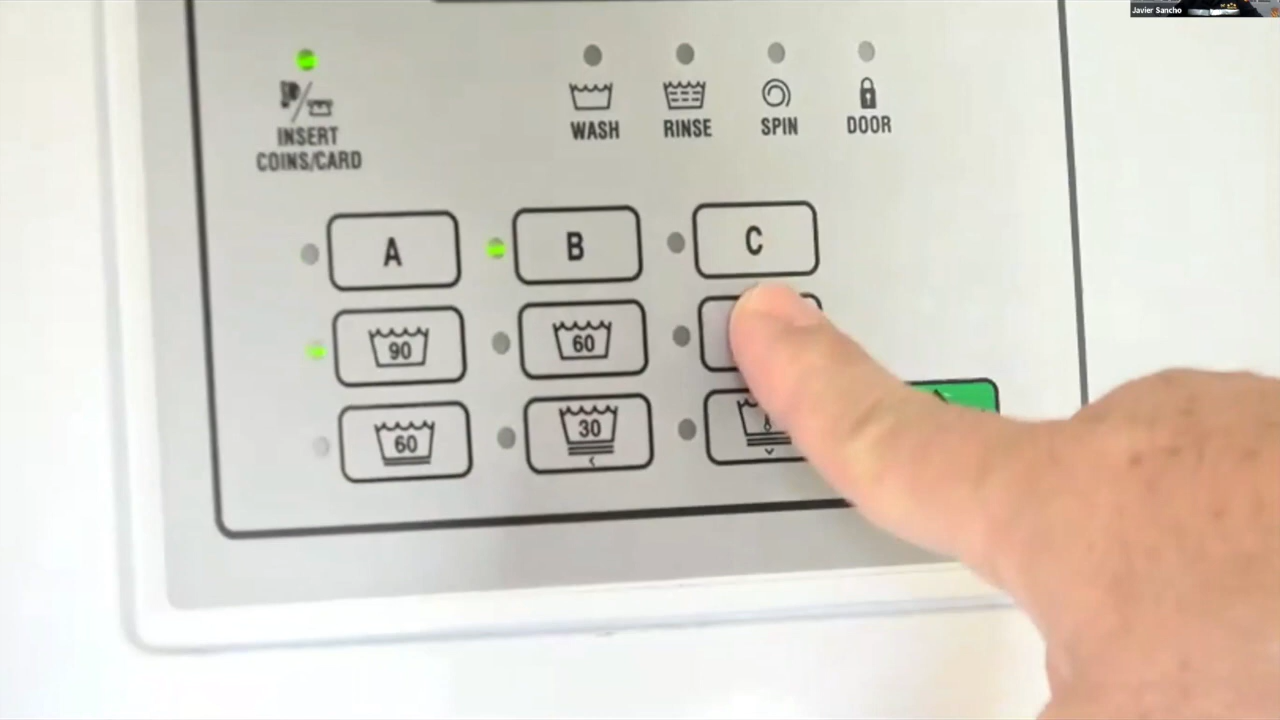 Javier Sancho
INSERT
COINS/CARD
WASH
RINSE
SPIN
DOOR
A
B
C
90
60
60
30